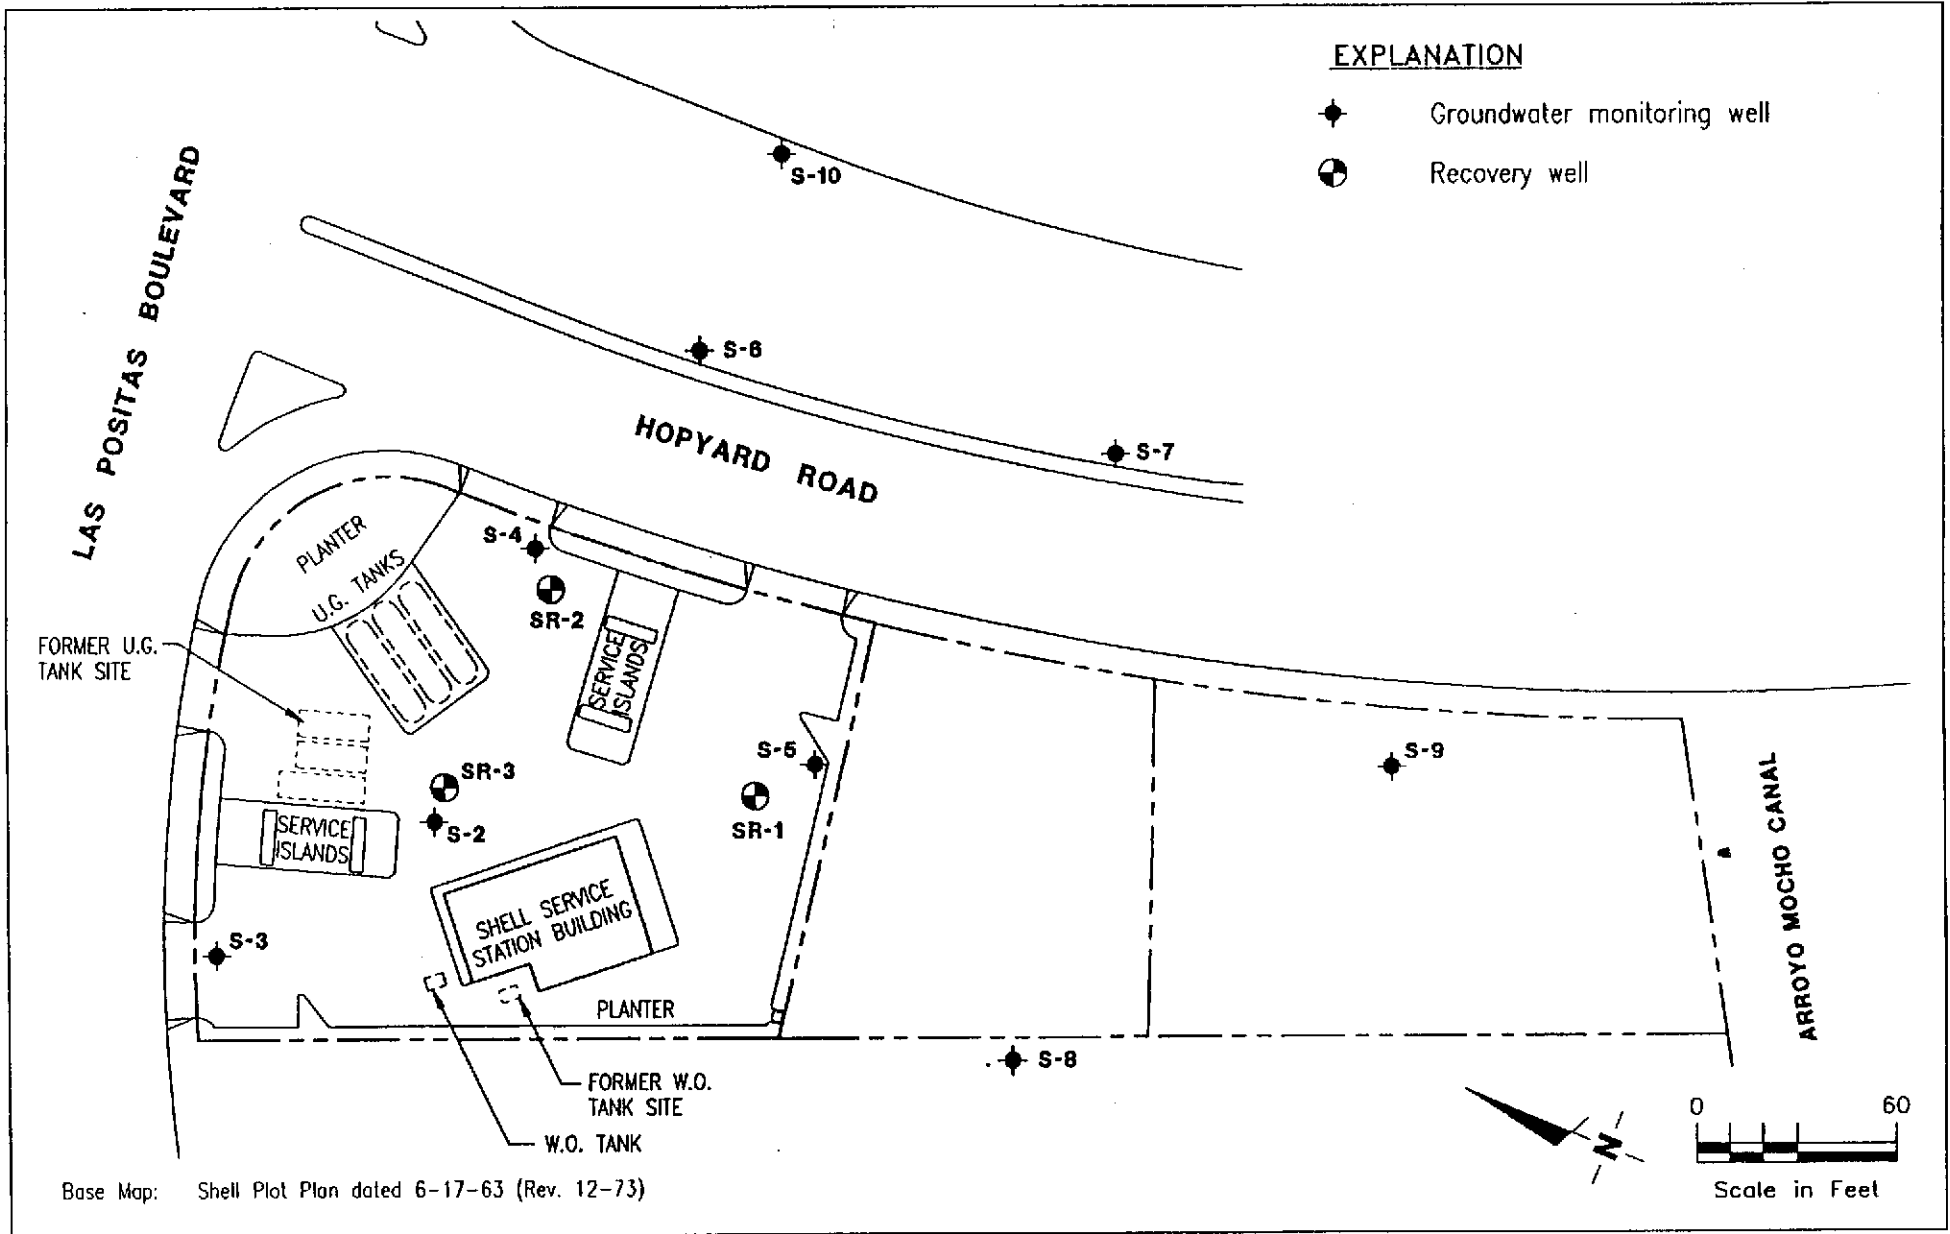 EXPLANATION
Groundwater monitoring well
Recovery well
S-10
LAS POSITAS BOULEVARD
S-6
HOPYARD ROAD
S-7
PLANTER
U.G. TANKS
S-4
SR-2
SERVICE
ISLANDS
FORMER U.G.
TANK SITE
S-5
SR-1
S-9
SR-3
S-2
SERVICE
ISLANDS
SHELL SERVICE
STATION BUILDING
S-3
PLANTER
ARROYO MOCHO CANAL
S-8
FORMER W.O.
TANK SITE
W.O. TANK
N
0 60
Scale in Feet
Base Map: Shell Plot Plan dated 6-17-63 (Rev. 12-73)